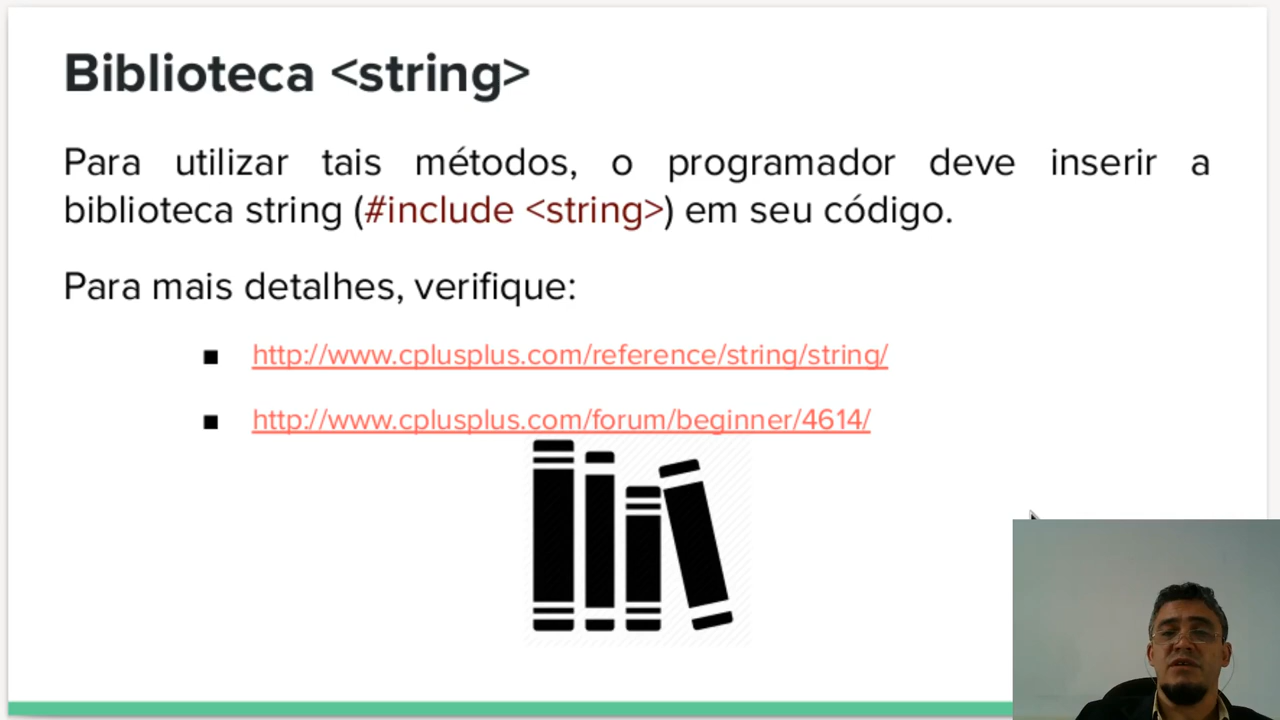 Biblioteca <string>
Para utilizar tais métodos, o programador deve inserir a
biblioteca string (#include <string>) em seu código.
Para mais detalhes, verifique:
http://www.cplusplus.com/reference/string/string/
http://www.cplusplus.com/forum/beginner/4614/